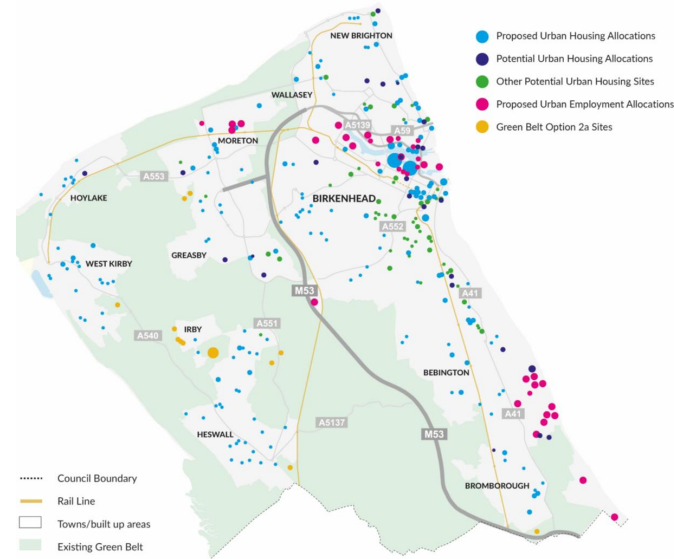 NEW BRIGHTON
Proposed Urban Housing Allocations
Potential Urban Housing Allocations
Other Potential Urban Housing Sites
Proposed Urban Employment Allocations
Green Belt Option 2a Sites
WALLASEY
A5139
A59
MORETON
A553
HOYLAKE
BIRKENHEAD
A552
GREASBY
WEST KIRBY
M53
A41
A551
IRBY
A540
BEBINGTON
A41
A5137
M53
HESWALL
BROMBOROUGH
Council Boundary
Rail Line
Towns/built up areas
Existing Green Belt